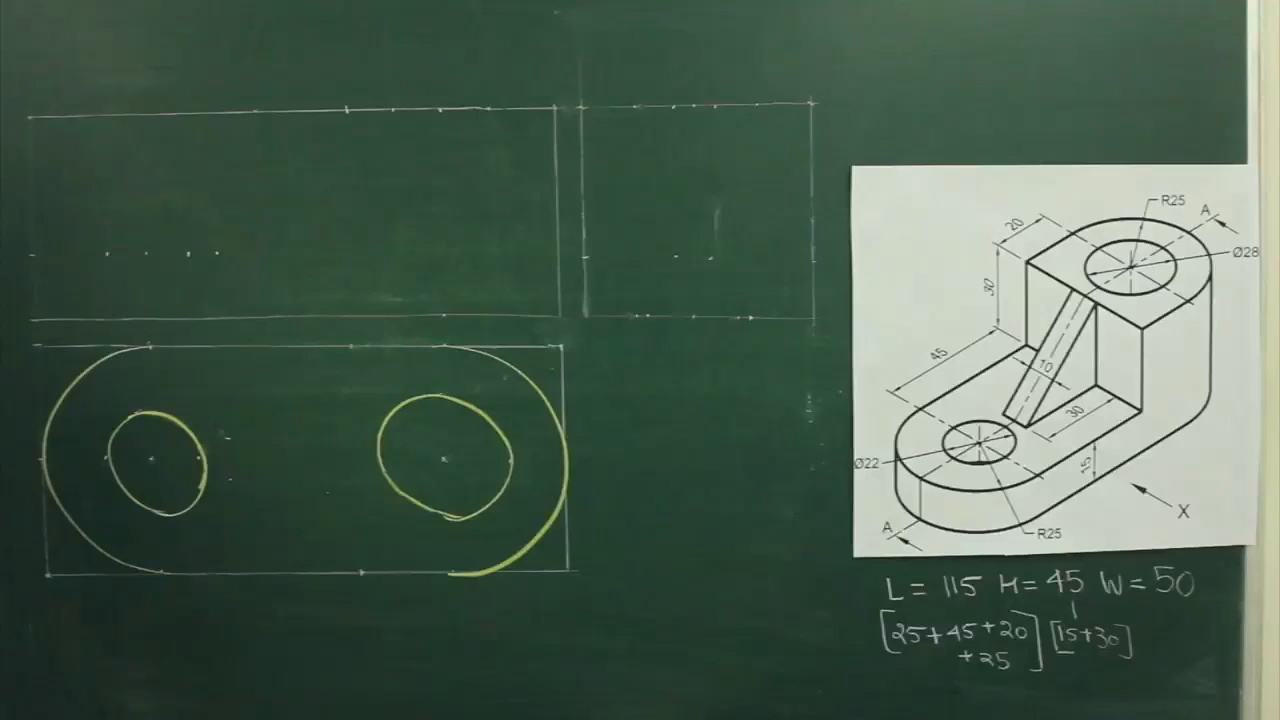 R25
A
20
Ø28
30
45
10
30
Ø22
15
X
A
R25
L = 115 H = 45 W = 50
[25+45+20 +25] [15+30]